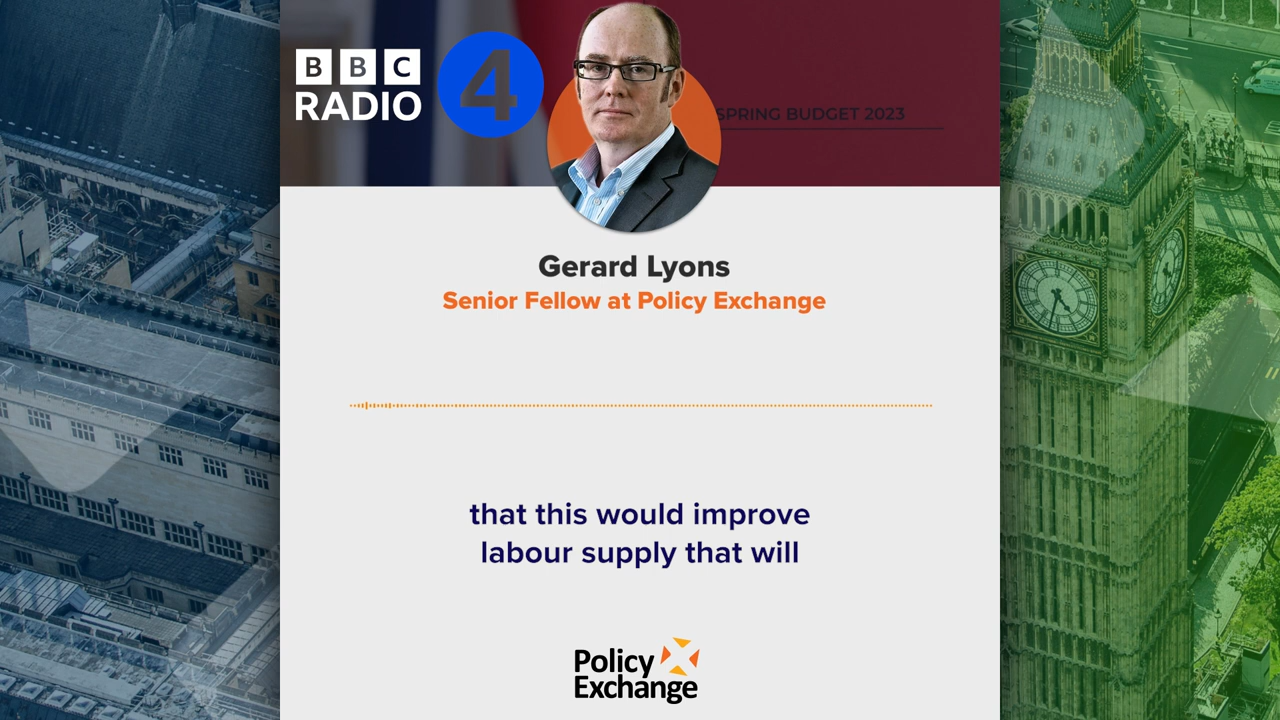 BBC
RADIO
4
SPRING BUDGET 2023
Gerard Lyons
Senior Fellow at Policy Exchange
that this would improve
labour supply that will
Policy
Exchange